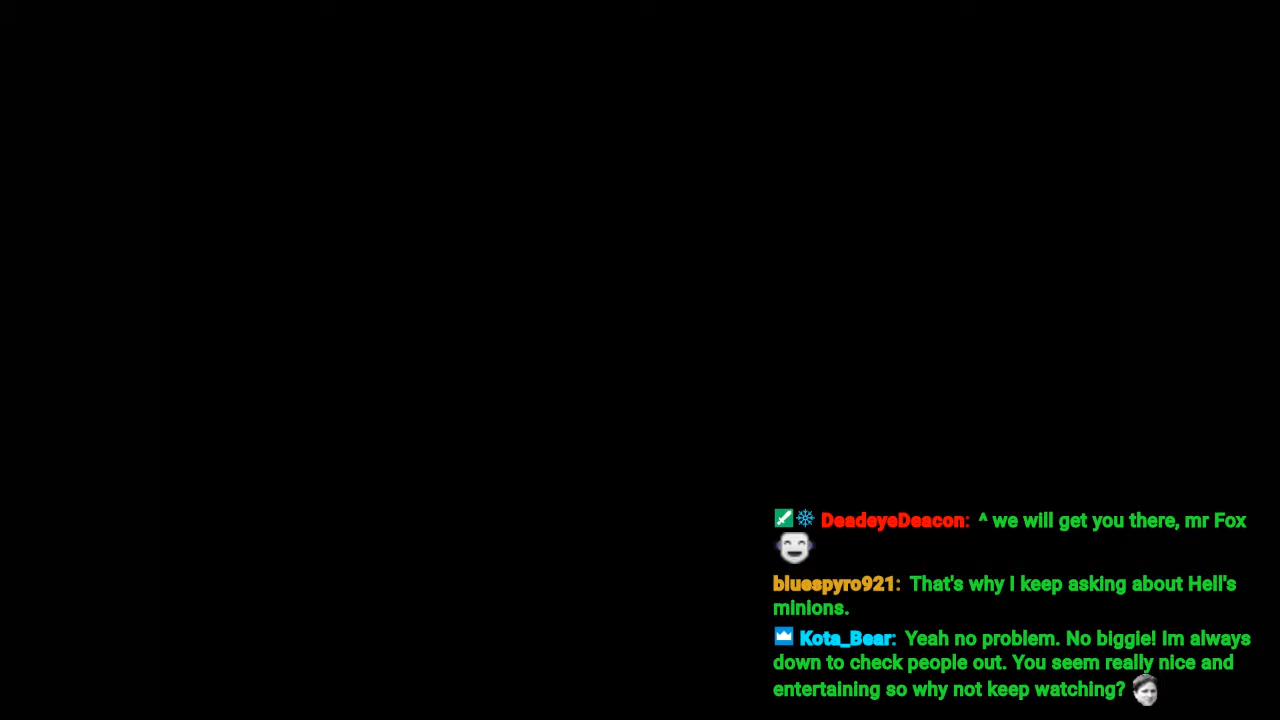 DeadeyeDeacon: ^ we will get you there, mr Fox
bluespyro921: That's why I keep asking about Hell's
minions.
Kota_Bear: Yeah no problem. No biggie! Im always
down to check people out. You seem really nice and
entertaining so why not keep watching?